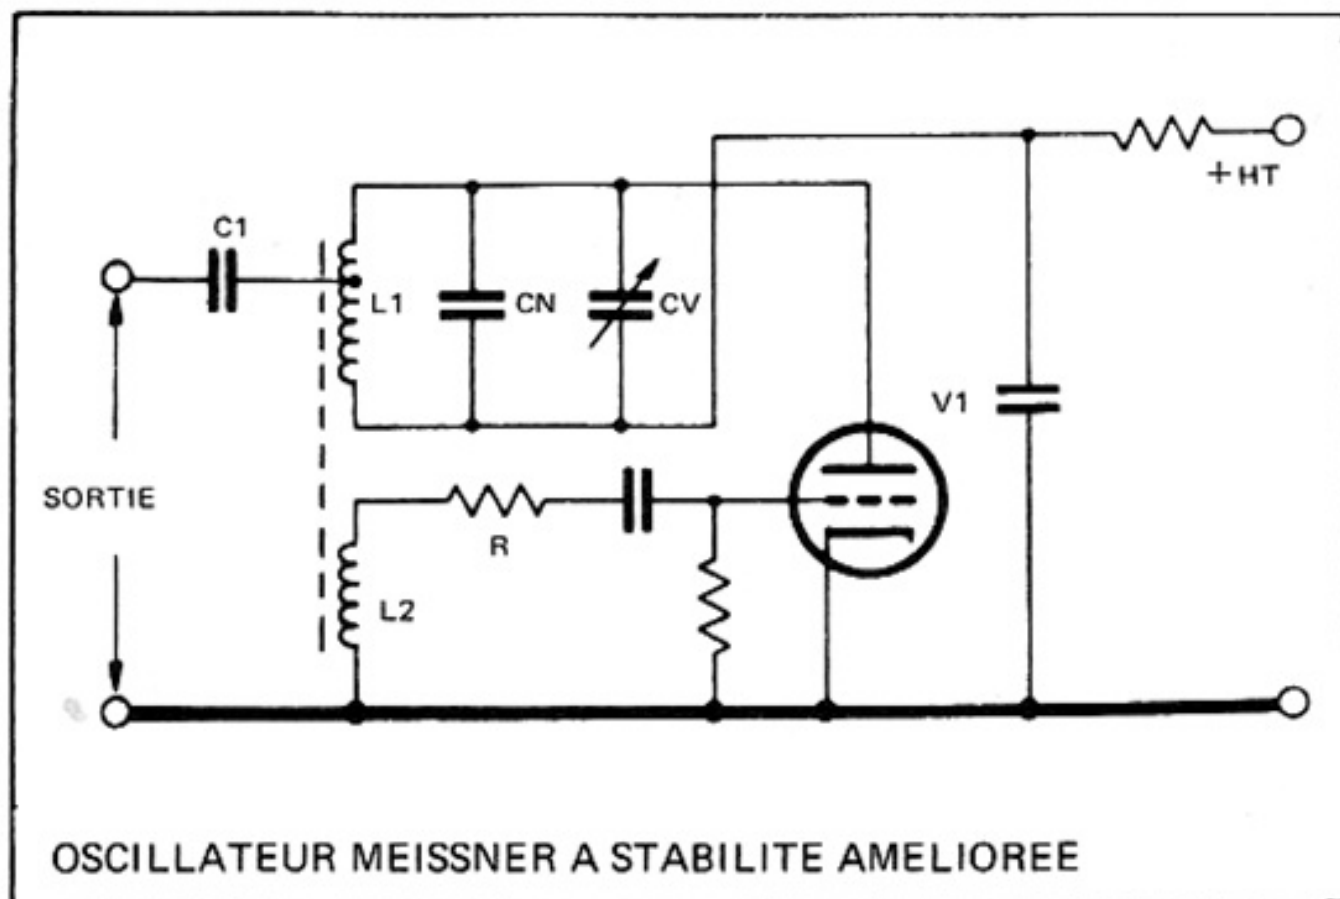 C1
L1
CN
CV
+HT
V1
SORTIE
R
L2
OSCILLATEUR MEISSNER A STABILITE AMELIOREE